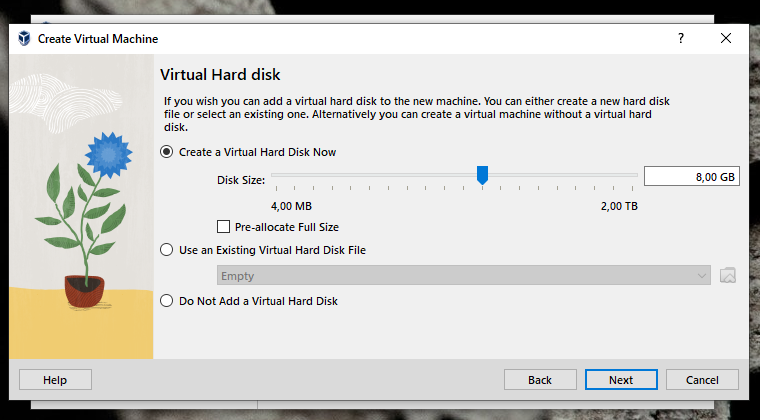 Create Virtual Machine
?
Virtual Hard disk
If you wish you can add a virtual hard disk to the new machine. You can either create a new hard disk
file or select an existing one. Alternatively you can create a virtual machine without a virtual hard
disk.
Create a Virtual Hard Disk Now
Disk Size:
8,00 GB
4,00 MB
2,00 TB
Pre-allocate Full Size
Use an Existing Virtual Hard Disk File
Empty
Do Not Add a Virtual Hard Disk
Help
Back
Next
Cancel